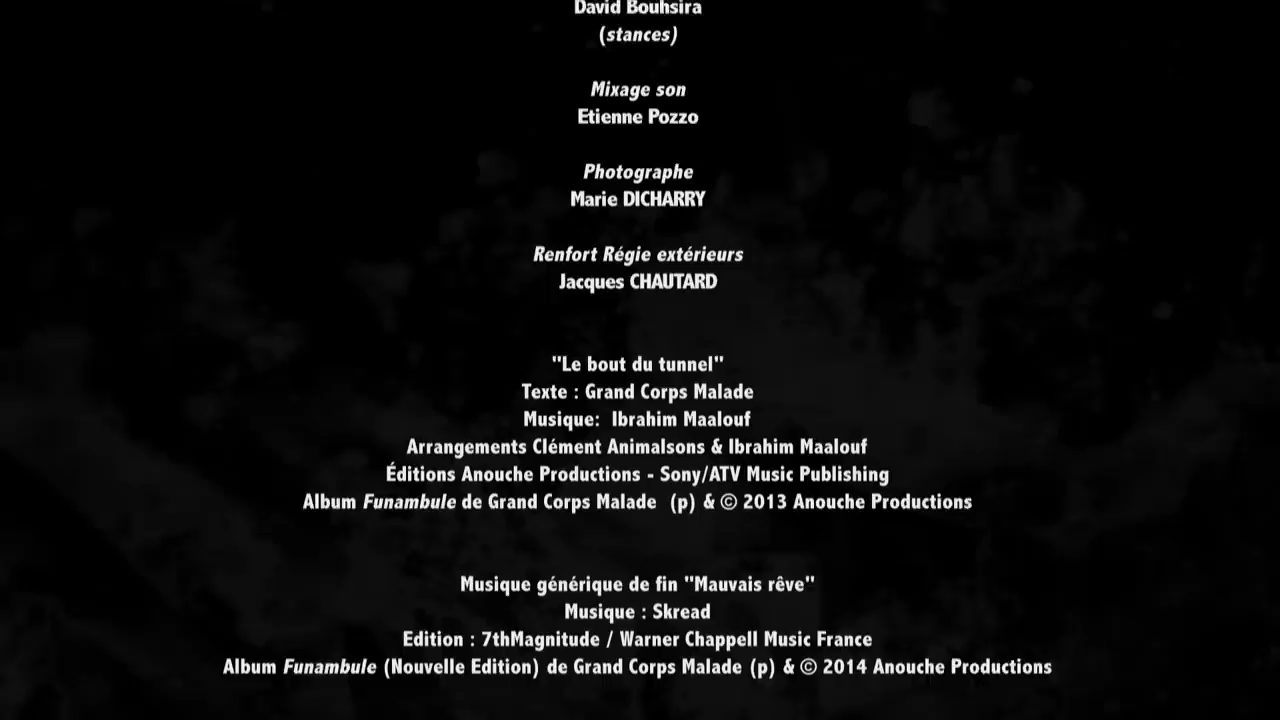 David Bouhsira
(stances)
Mixage son
Etienne Pozzo
Photographe
Marie DICHARRY
Renfort Régie extérieurs
Jacques CHAUTARD
"Le bout du tunnel"
Texte : Grand Corps Malade
Musique:  Ibrahim Maalouf
Arrangements Clément Animalsons & Ibrahim Maalouf
Éditions Anouche Productions - Sony/ATV Music Publishing
Album Funambule de Grand Corps Malade  (p) & © 2013 Anouche Productions
Musique générique de fin "Mauvais rêve"
Musique : Skread
Edition : 7thMagnitude / Warner Chappell Music France
Album Funambule (Nouvelle Edition) de Grand Corps Malade (p) & © 2014 Anouche Productions